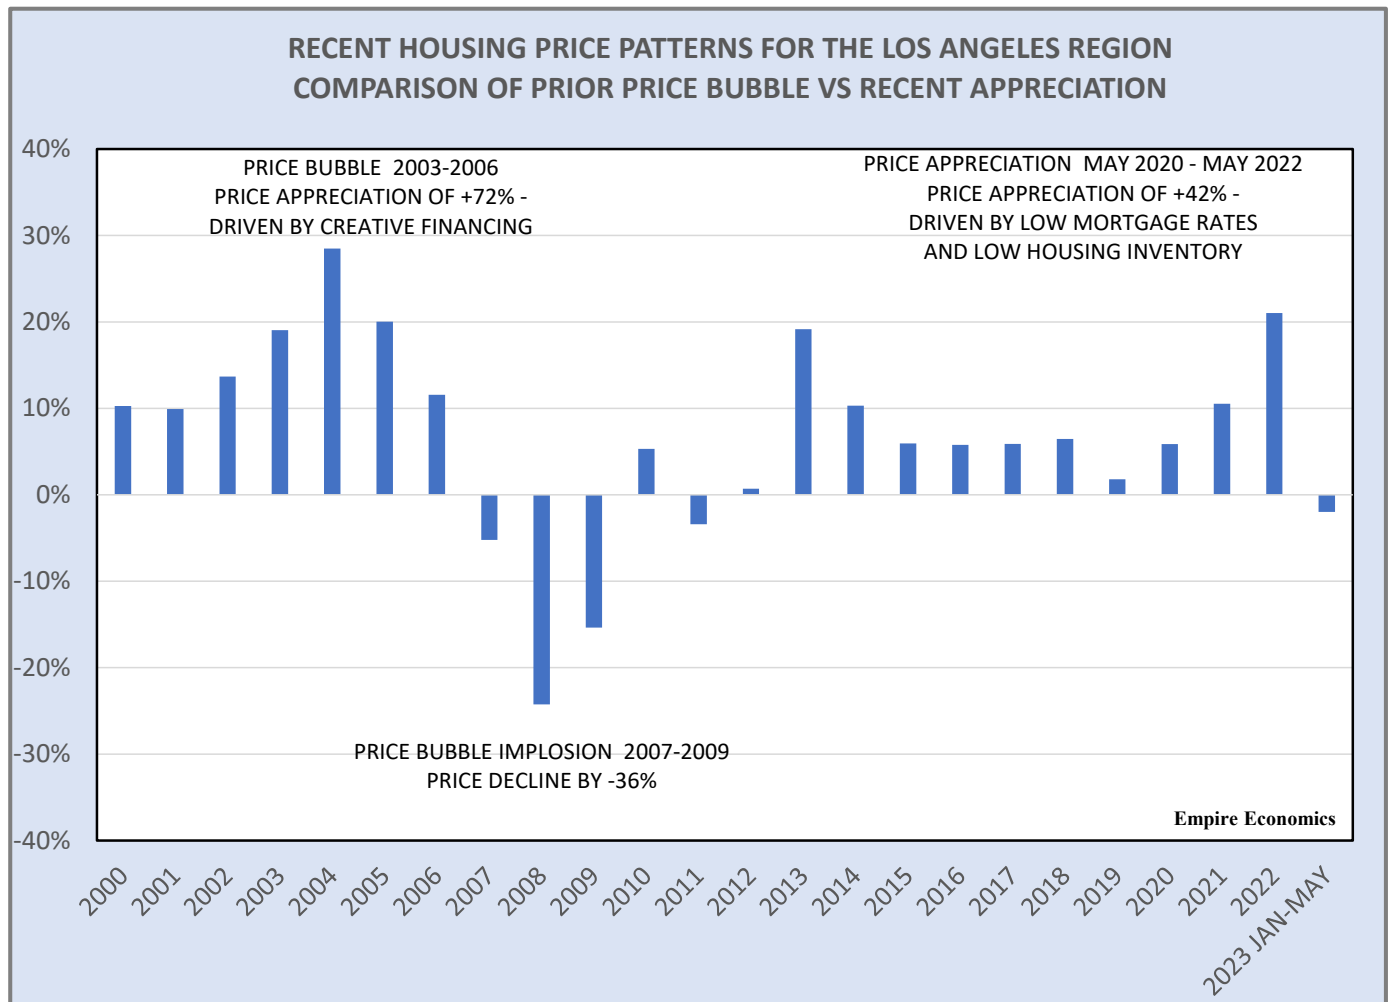 RECENT HOUSING PRICE PATTERNS FOR THE LOS ANGELES REGION
COMPARISON OF PRIOR PRICE BUBBLE VS RECENT APPRECIATION
40%
30%
20%
10%
0%
-10%
-20%
-30%
-40%
PRICE BUBBLE 2003-2006
PRICE APPRECIATION OF +72% -
DRIVEN BY CREATIVE FINANCING
PRICE APPRECIATION MAY 2020 - MAY 2022
PRICE APPRECIATION OF +42% -
DRIVEN BY LOW MORTGAGE RATES
AND LOW HOUSING INVENTORY
PRICE BUBBLE IMPLOSION 2007-2009
PRICE DECLINE BY -36%
Empire Economics
2000
2001
2002
2003
2004
2005
2006
2007
2008
2009
2010
2011
2012
2013
2014
2015
2016
2017
2018
2019
2020
2021
2022
2023 JAN-MAY